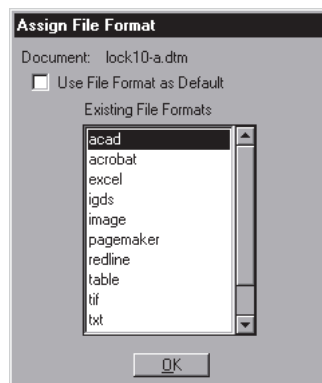 Assign File Format
Document: lock10-a.dtm
Use File Format as Default
Existing File Formats
acad
acrobat
excel
igds
image
pagemaker
redline
table
tif
txt
OK